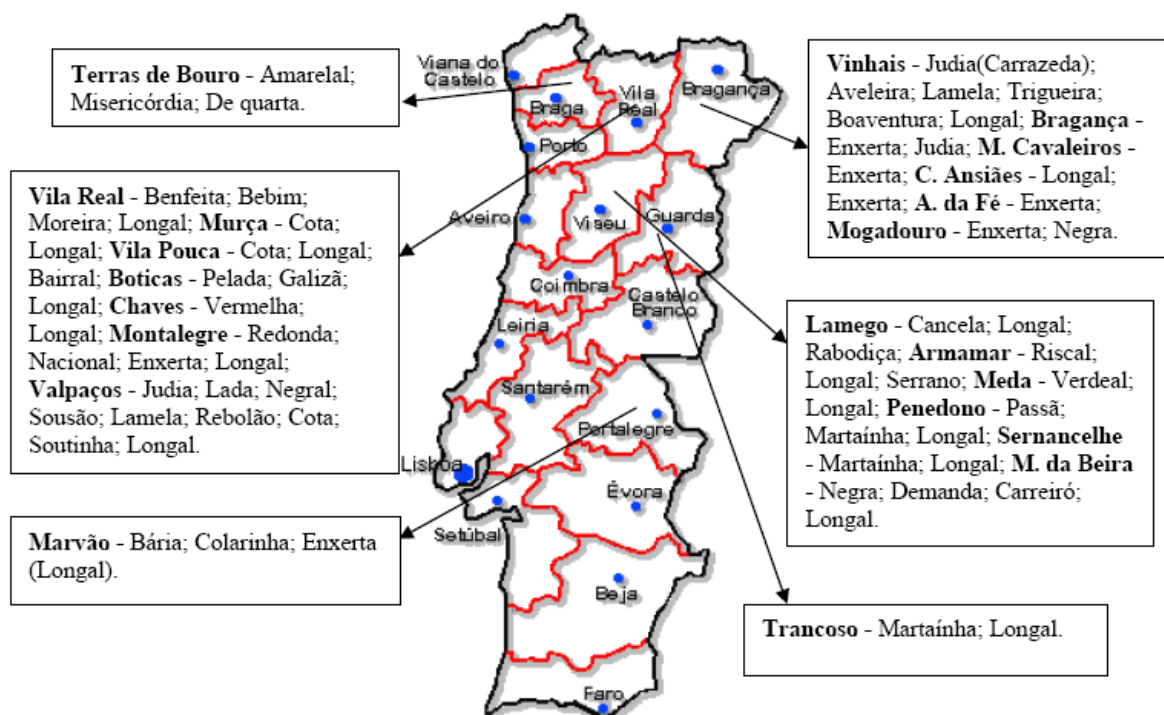 Terras de Bouro - Amarelal;
Misericórdia; De quarta.
Vila Real - Benfeita; Bebim;
Moreira; Longal; Murça - Cota;
Longal; Vila Pouca - Cota; Longal;
Bairral; Boticas - Pelada; Galizã;
Longal; Chaves - Vermelha;
Longal; Montalegre - Redonda;
Nacional; Enxerta; Longal;
Valpaços - Judia; Lada; Negral;
Sousão; Lamela; Rebolão; Cota;
Soutinha; Longal.
Marvão - Bária; Colarinha; Enxerta
(Longal).
Viana do
Castelo
Braga
Vila
Real
Bragança
Porto
Aveiro
Viseu
Guarda
Coimbra
Castelo
Branco
Leiria
Santarém
Portalegre
Lisboa
Setúbal
Évora
Beja
Faro
Vinhais - Judia(Carrazeda);
Aveleira; Lamela; Trigueira;
Boaventura; Longal; Bragança -
Enxerta; Judia; M. Cavaleiros -
Enxerta; C. Ansiães - Longal;
Enxerta; A. da Fé - Enxerta;
Mogadouro - Enxerta; Negra.
Lamego - Cancela; Longal;
Rabodiça; Armamar - Riscal;
Longal; Serrano; Meda - Verdeal;
Longal; Penedono - Passã;
Martaínha; Longal; Sernancelhe
- Martaínha; Longal; M. da Beira
- Negra; Demanda; Carreiró;
Longal.
Trancoso - Martaínha; Longal.